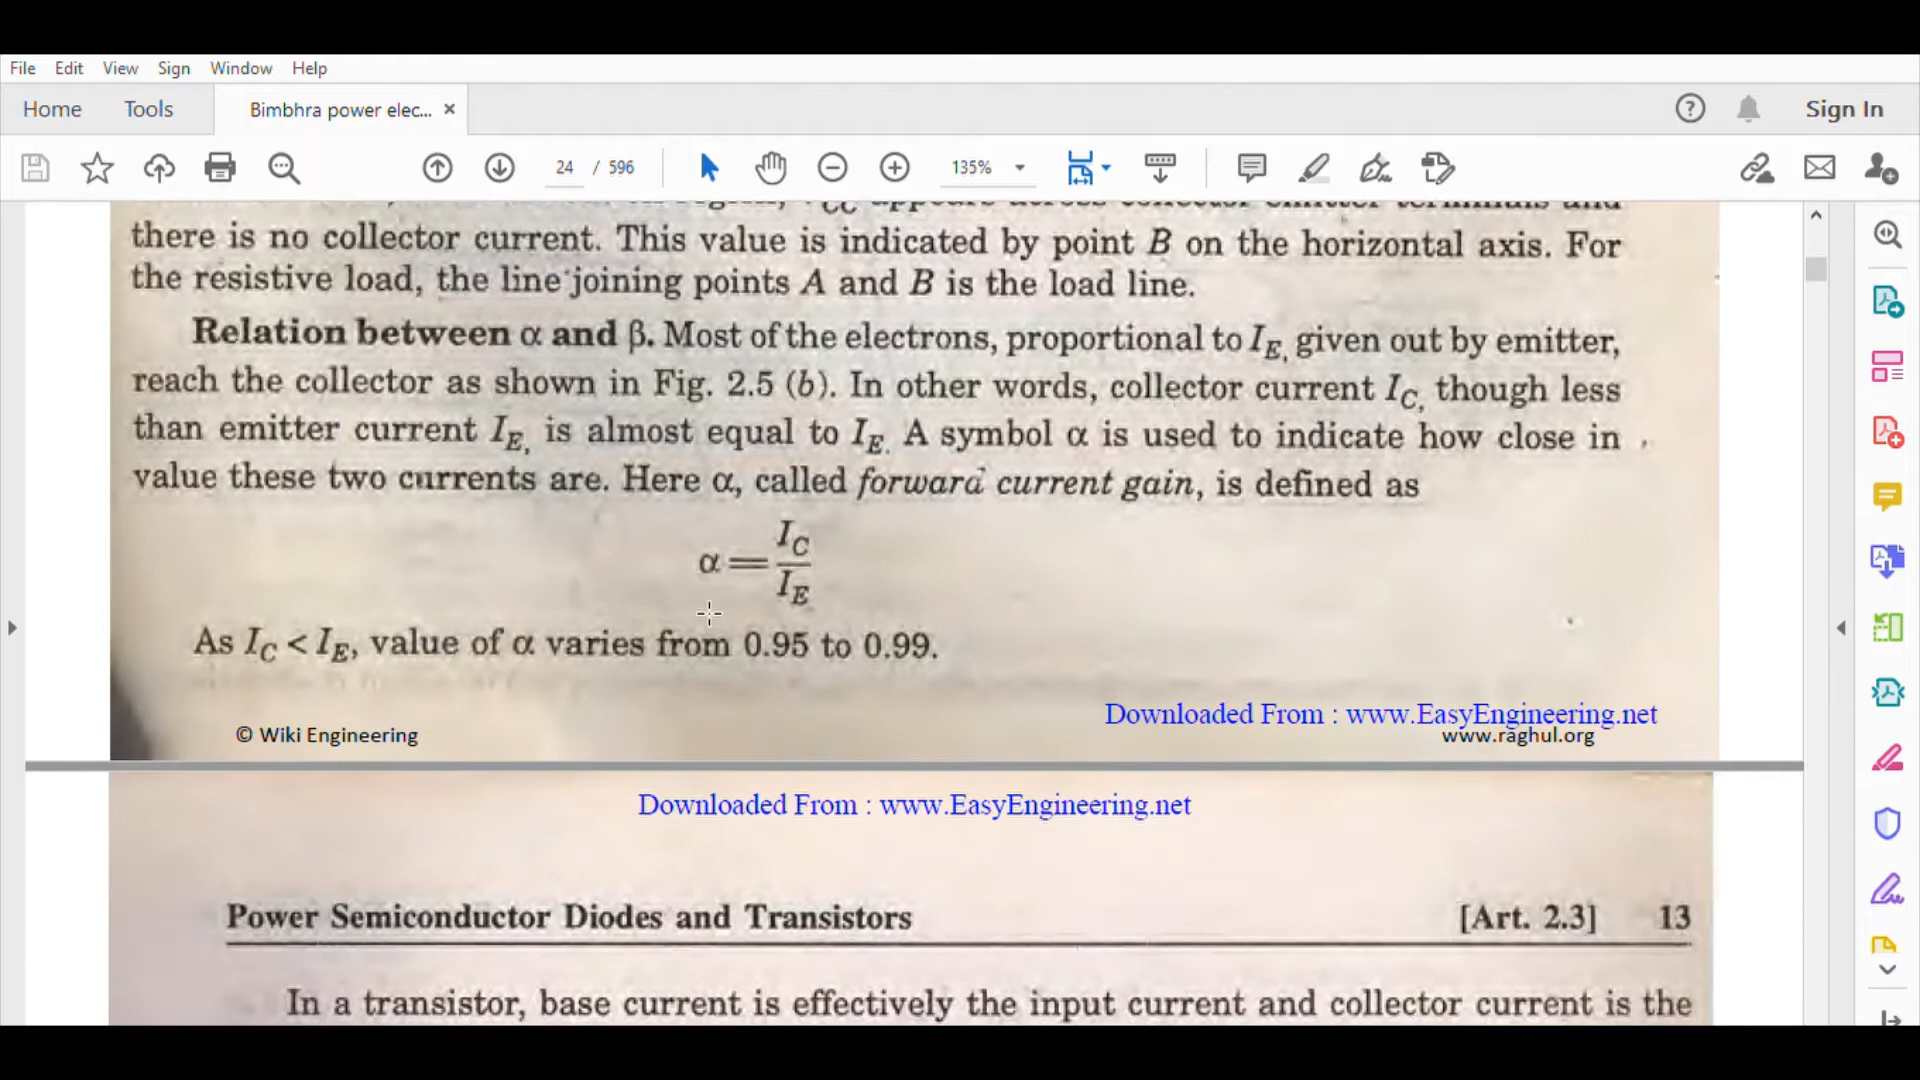 File Edit View Sign Window Help
Home Tools Bimbhra power elec... × Sign In
24 / 596 135%
appears across collector emitter terminals and
there is no collector current. This value is indicated by point B on the horizontal axis. For
the resistive load, the line joining points A and B is the load line.
Relation between α and β. Most of the electrons, proportional to I_E, given out by emitter,
reach the collector as shown in Fig. 2.5 (b). In other words, collector current I_C, though less
than emitter current I_E, is almost equal to I_E. A symbol α is used to indicate how close in
value these two currents are. Here α, called forward current gain, is defined as
α = I_C / I_E
As I_C < I_E, value of α varies from 0.95 to 0.99.
Downloaded From : www.EasyEngineering.net
© Wiki Engineering www.raghul.org
Downloaded From : www.EasyEngineering.net
Power Semiconductor Diodes and Transistors [Art. 2.3] 13
In a transistor, base current is effectively the input current and collector current is the